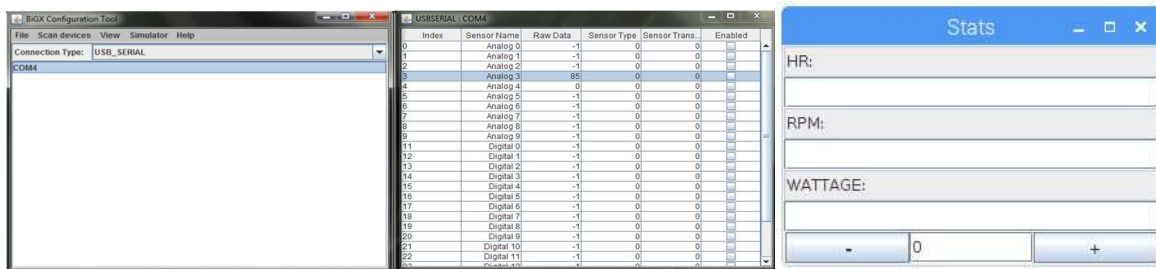 BiGX Configuration Tool
File Scan devices View Simulator Help
Connection Type: USB_SERIAL
COM4
USBSERIAL : COM4
Index Sensor Name Raw Data Sensor Type Sensor Trans... Enabled
0 Analog 0 -1 0 0
1 Analog 1 -1 0 0
2 Analog 2 -1 0 0
3 Analog 3 85 0 0
4 Analog 4 0 0 0
5 Analog 5 -1 0 0
6 Analog 6 -1 0 0
7 Analog 7 -1 0 0
8 Analog 8 -1 0 0
9 Analog 9 -1 0 0
11 Digital 0 -1 0 0
12 Digital 1 -1 0 0
13 Digital 2 -1 0 0
14 Digital 3 -1 0 0
15 Digital 4 -1 0 0
16 Digital 5 -1 0 0
17 Digital 6 -1 0 0
18 Digital 7 -1 0 0
19 Digital 8 -1 0 0
20 Digital 9 -1 0 0
21 Digital 10 -1 0 0
22 Digital 11 -1 0 0
Stats
HR:
RPM:
WATTAGE:
- 0 +